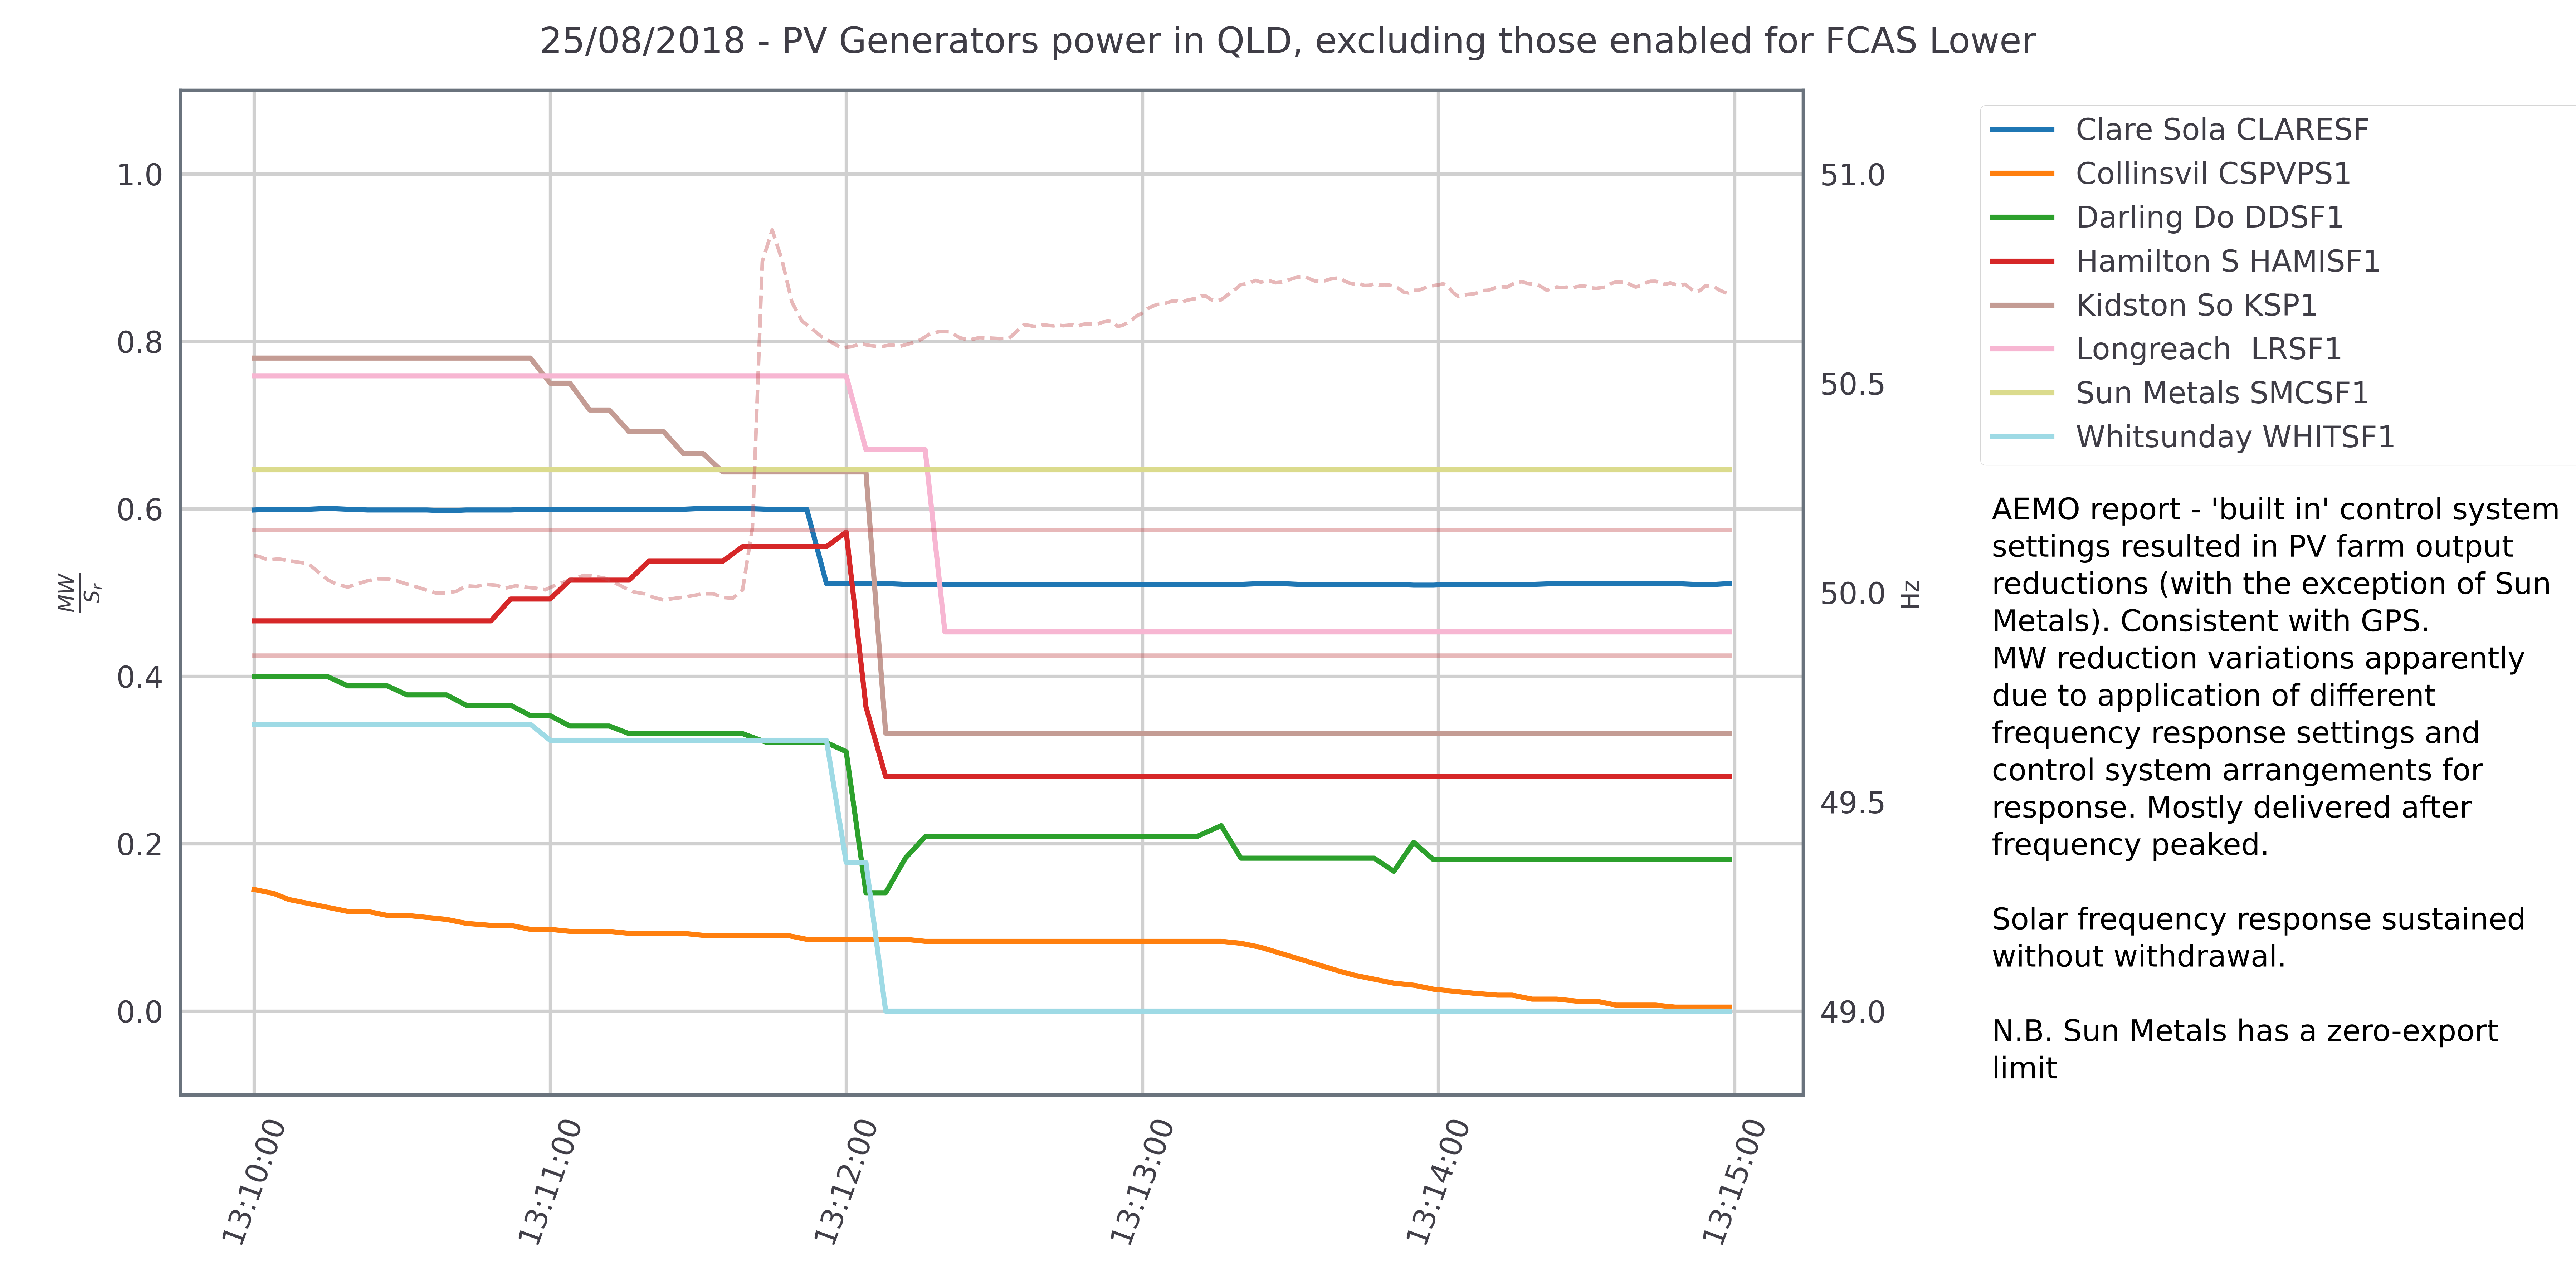 25/08/2018 - PV Generators power in QLD, excluding those enabled for FCAS Lower
1.0
0.8
0.6
0.4
0.2
0.0
MW
S_r
51.0
50.5
50.0
49.5
49.0
Hz
13:10:00
13:11:00
13:12:00
13:13:00
13:14:00
13:15:00
Clare Sola CLARESF
Collinsvil CSPVPS1
Darling Do DDSF1
Hamilton S HAMISF1
Kidston So KSP1
Longreach  LRSF1
Sun Metals SMCSF1
Whitsunday WHITSF1
AEMO report - 'built in' control system
settings resulted in PV farm output
reductions (with the exception of Sun
Metals). Consistent with GPS.
MW reduction variations apparently
due to application of different
frequency response settings and
control system arrangements for
response. Mostly delivered after
frequency peaked.
Solar frequency response sustained
without withdrawal.
N.B. Sun Metals has a zero-export
limit